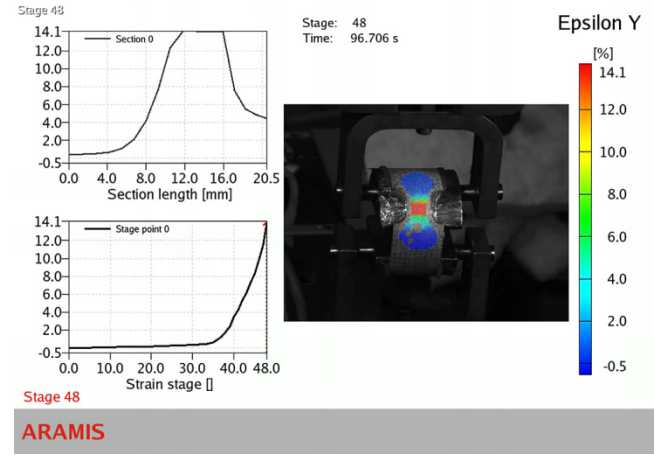 Stage 48
Stage: 48
Time: 96.706 s
Epsilon Y
[%]
14.1
12.0
10.0
8.0
6.0
4.0
2.0
-0.5
Section 0
14.1
12.0
10.0
8.0
6.0
4.0
2.0
-0.5
0.0 4.0 8.0 12.0 16.0 20.5
Section length [mm]
Stage point 0
14.1
12.0
10.0
8.0
6.0
4.0
2.0
-0.5
0.0 10.0 20.0 30.0 40.0 48.0
Strain stage []
Stage 48
ARAMIS